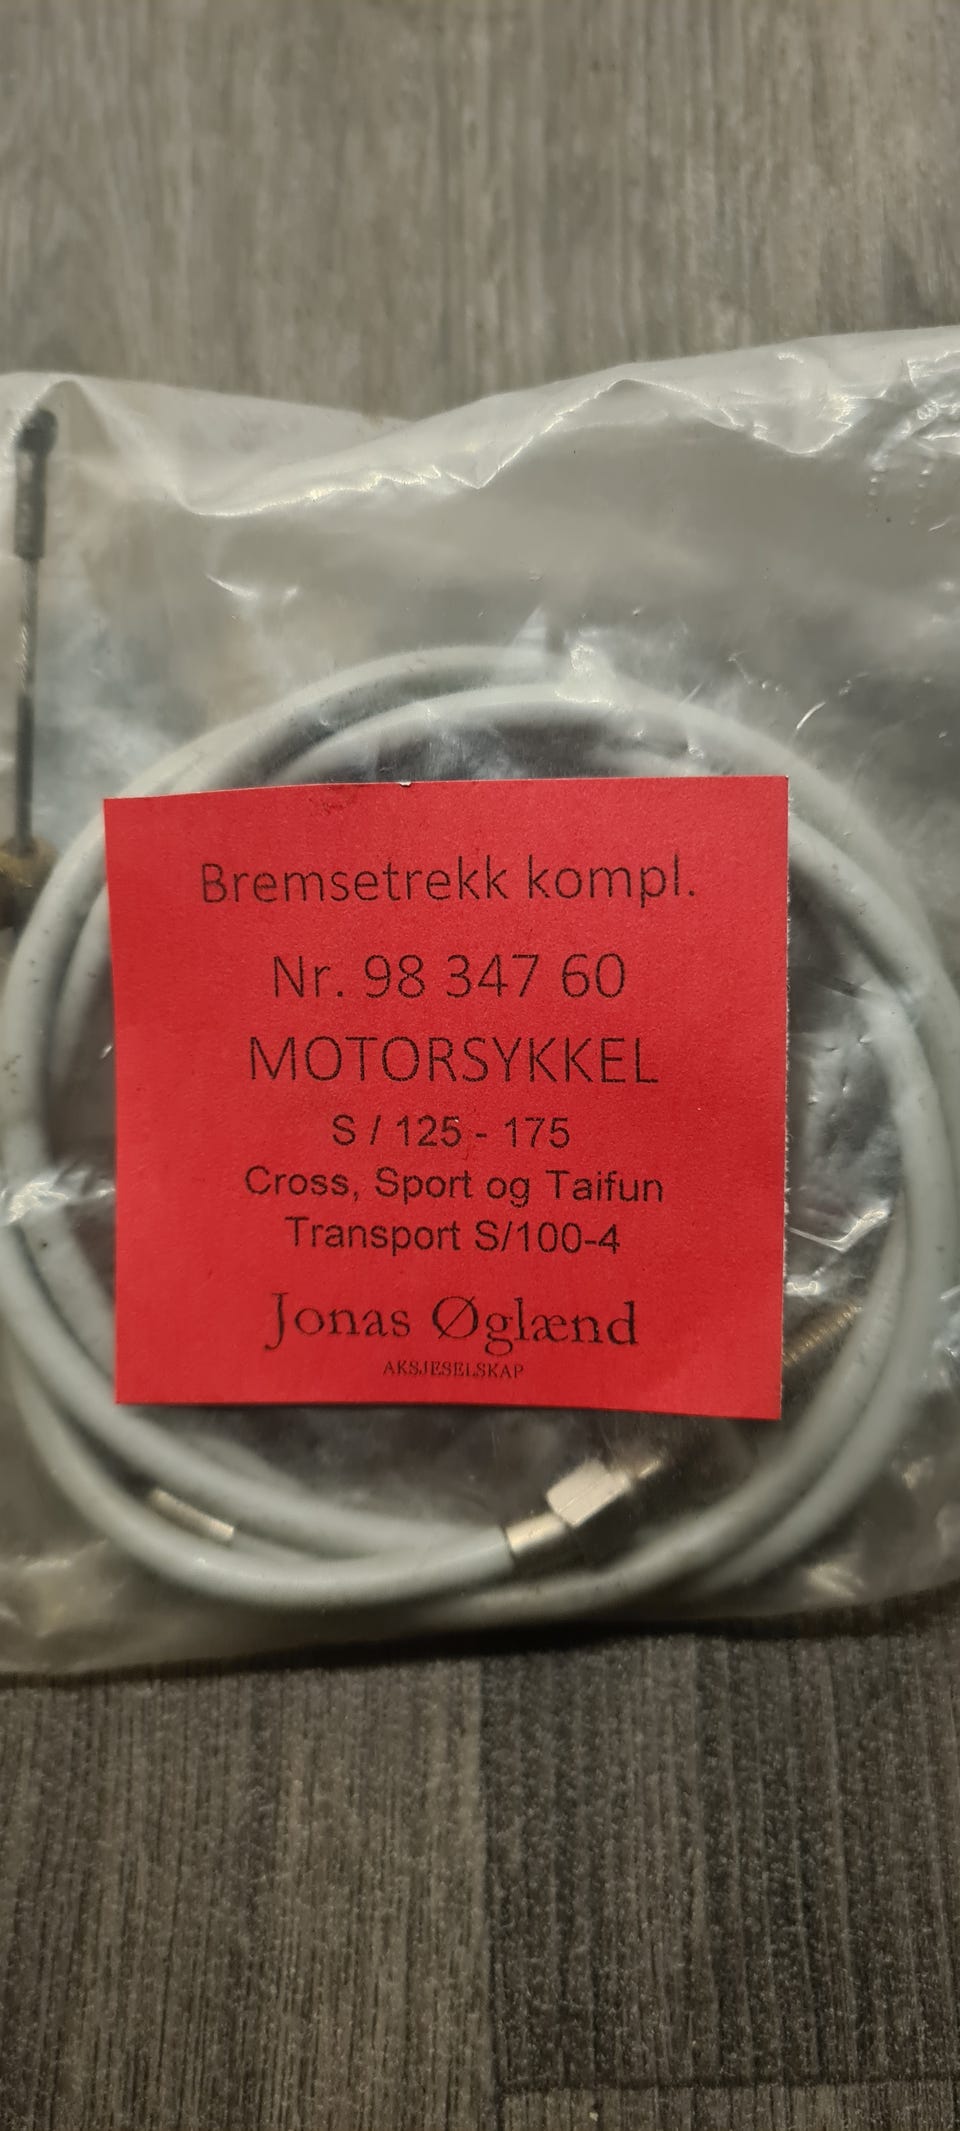 Bremsetrekk kompl.
Nr. 98 347 60
MOTORSYKKEL
S / 125 - 175
Cross, Sport og Taifun
Transport S/100-4
Jonas Øglænd
AKSJESELSKAP